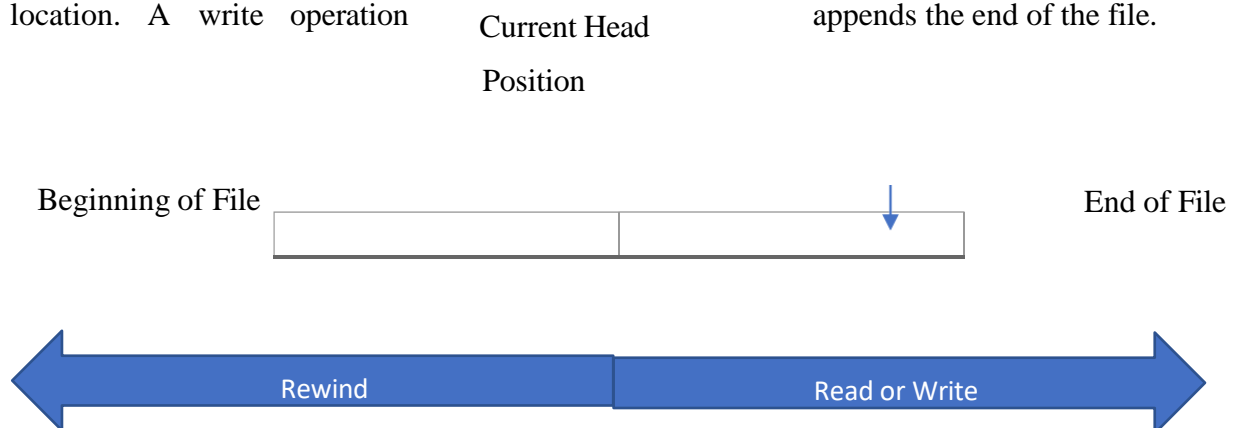 location. A write operation appends the end of the file.
Current Head
Position
Beginning of File
End of File
Rewind
Read or Write